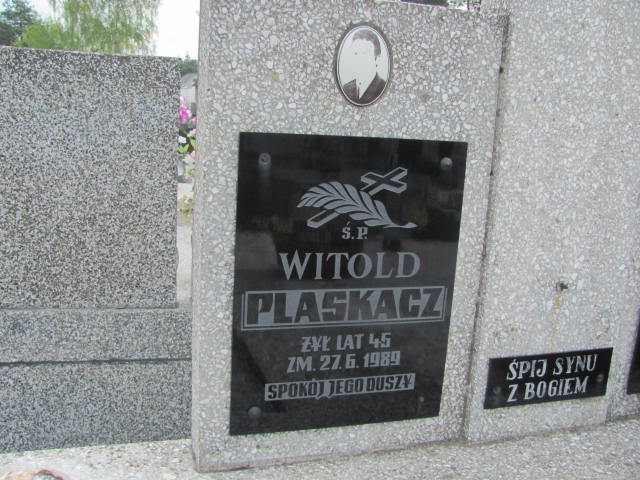 Ś.P.
WITOLD
PLASKACZ
ŻYŁ LAT 45
ZM. 27.6.1989
SPOKÓJ JEGO DUSZY
ŚPIJ SYNU
Z BOGIEM